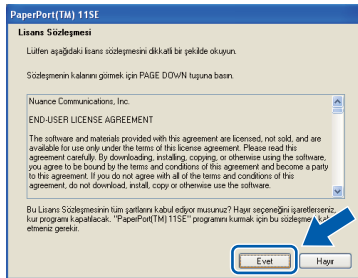 PaperPort(TM) 11SE
Lisans Sözleşmesi
Lütfen aşağıdaki lisans sözleşmesini dikkatli bir şekilde okuyun.
Sözleşmenin kalanını görmek için PAGE DOWN tuşuna basın.
Nuance Communications, Inc.
END-USER LICENSE AGREEMENT
The software and materials provided with this agreement are licensed, not sold, and are
available for use only under the terms of this license agreement. Please read this
agreement carefully. By downloading, installing, copying, or otherwise using the software,
you agree to be bound by the terms and conditions of this agreement and become a party
to this agreement. If you do not agree with all of the terms and conditions of this
agreement, do not download, install, copy or otherwise use the software.
Bu Lisans Sözleşmesinin tüm şartlarını kabul ediyor musunuz? Hayır seçeneğini işaretlerseniz,
kur programı kapatılacak. "PaperPort(TM) 11SE" programını kurmak için bu sözleşmeyi
etmeniz gerekir.
Evet
Hayır